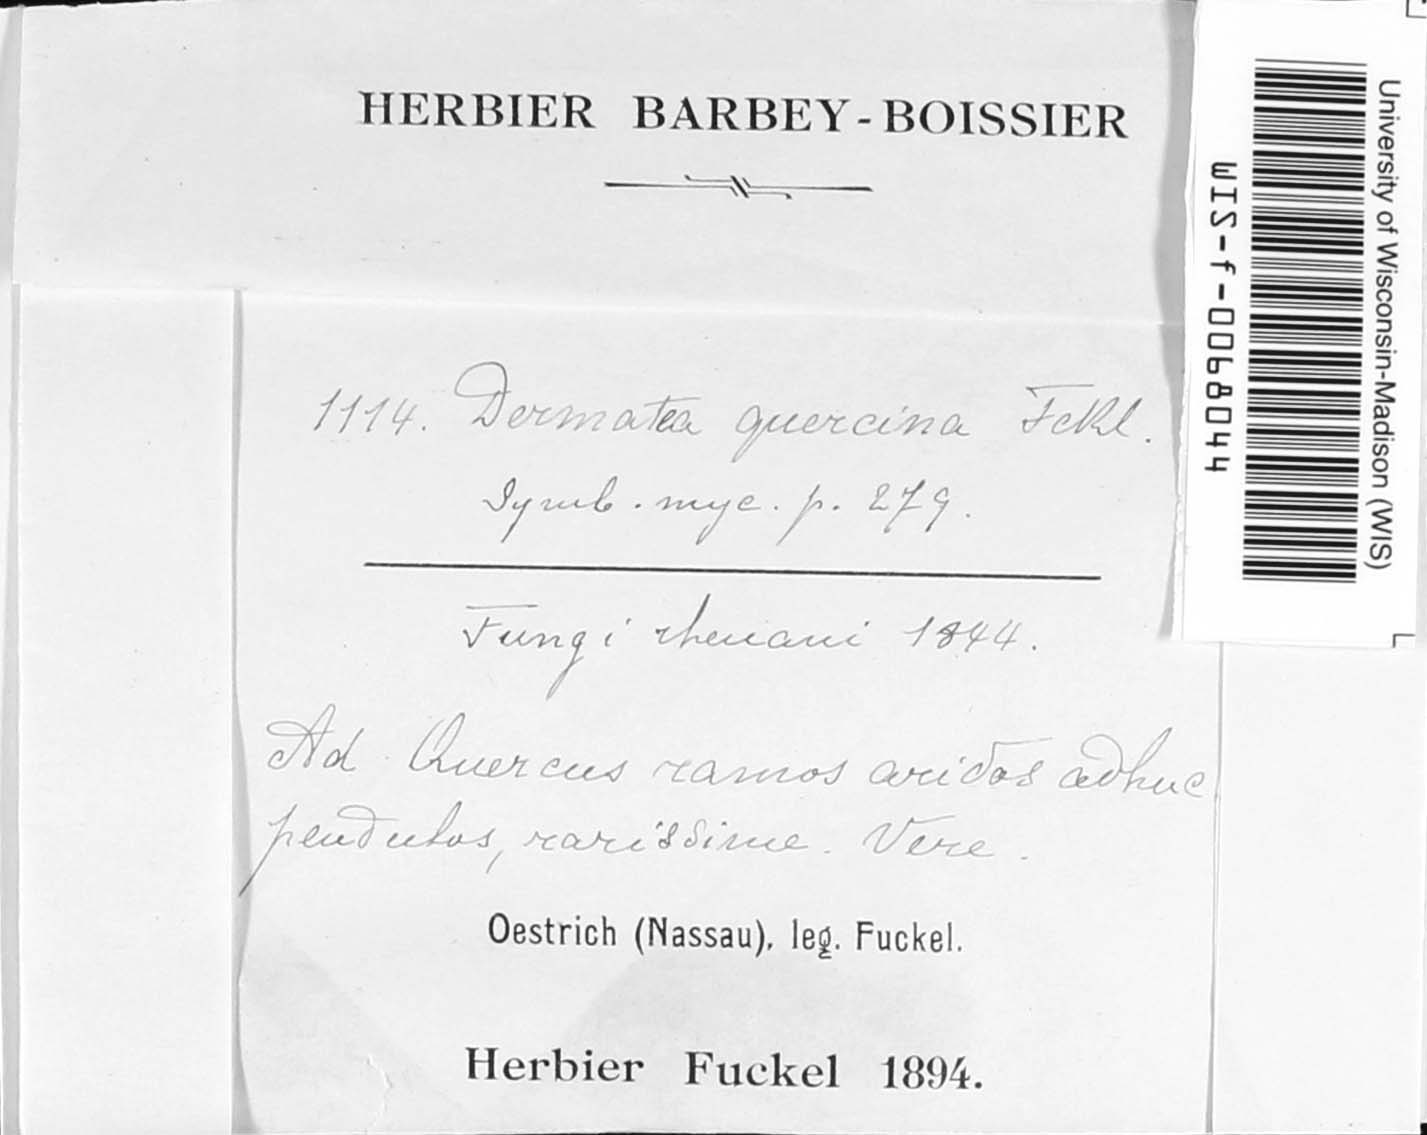 HERBIER BARBEY-BOISSIER
1114. Dermatea quercina Fckl.
Symb. myc. p. 279.
Fungi rhenani 1844.
Ad Quercus ramos aridos adhuc
pendulos, rarissime. Vere.
Oestrich (Nassau), leg. Fuckel.
Herbier Fuckel 1894.
University of Wisconsin-Madison (WIS)
WIS-f-0068044